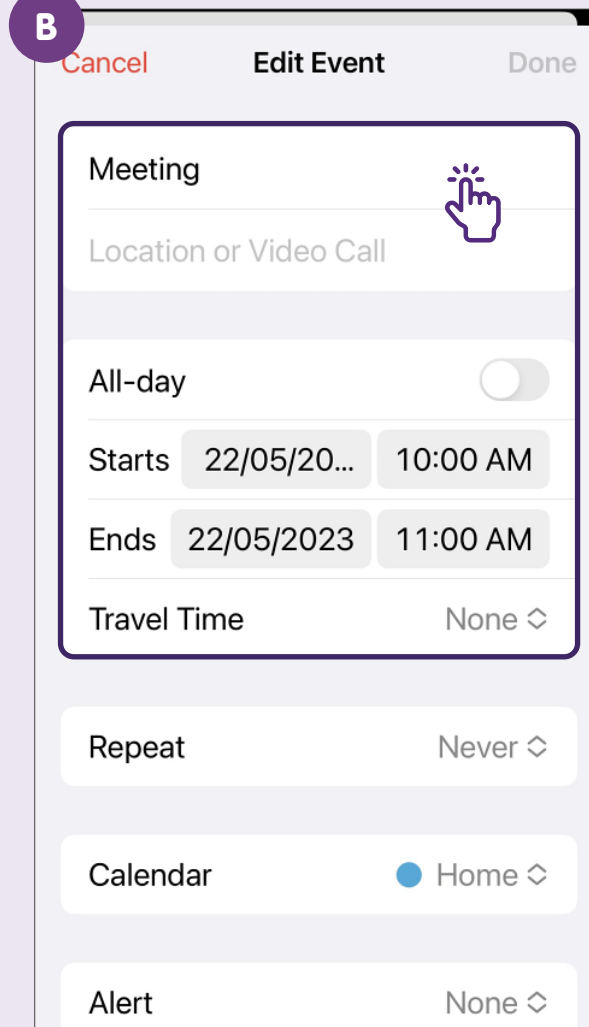 B
Cancel Edit Event Done
Meeting
Location or Video Call
All-day
Starts 22/05/20... 10:00 AM
Ends 22/05/2023 11:00 AM
Travel Time None
Repeat Never
Calendar Home
Alert None